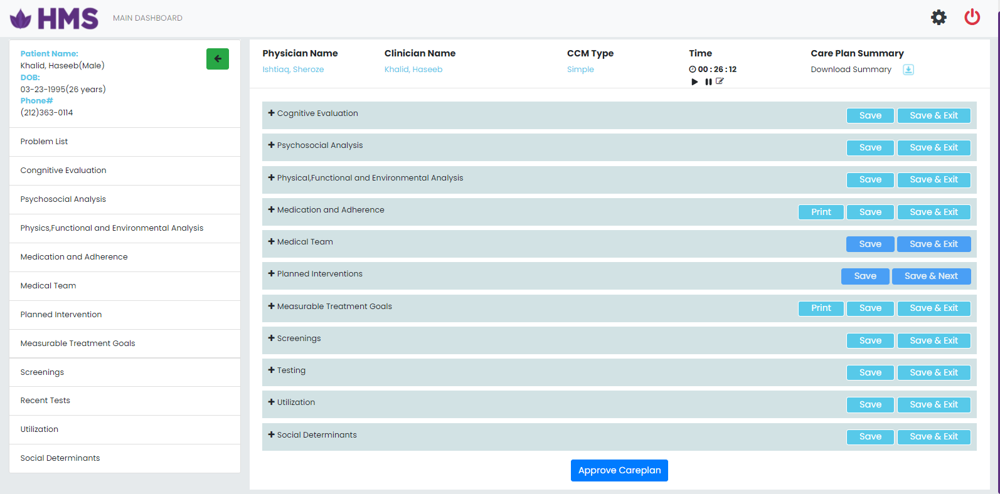 HMS MAIN DASHBOARD
Patient Name:
Khalid, Haseeb(Male)
DOB:
03-23-1995(26 years)
Phone#
(212)363-0114
Problem List
Congnitive Evaluation
Psychosocial Analysis
Physics,Functional and Environmental Analysis
Medication and Adherence
Medical Team
Planned Intervention
Measurable Treatment Goals
Screenings
Recent Tests
Utilization
Social Determinants
Physician Name Clinician Name CCM Type Time Care Plan Summary
Ishtiaq, Sheroze Khalid, Haseeb Simple 00 : 26 : 12 Download Summary
Cognitive Evaluation Save Save & Exit
Psychosocial Analysis Save Save & Exit
Physical,Functional and Environmental Analysis Save Save & Exit
Medication and Adherence Print Save Save & Exit
Medical Team Save Save & Exit
Planned Interventions Save Save & Next
Measurable Treatment Goals Print Save Save & Exit
Screenings Save Save & Exit
Testing Save Save & Exit
Utilization Save Save & Exit
Social Determinants Save Save & Exit
Approve Careplan